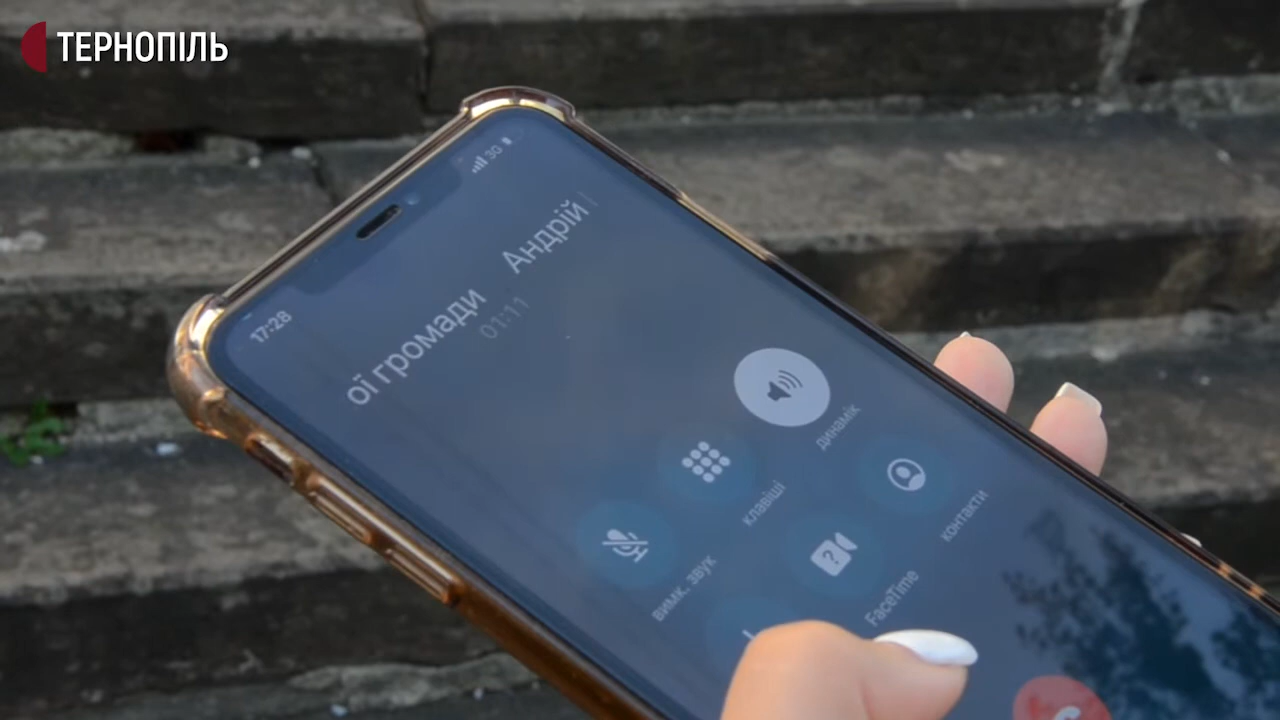 ТЕРНОПІЛЬ
17:28
3G
ої громади Андрій
01:11
вимк. звук
клавіші
динамік
FaceTime
контакти